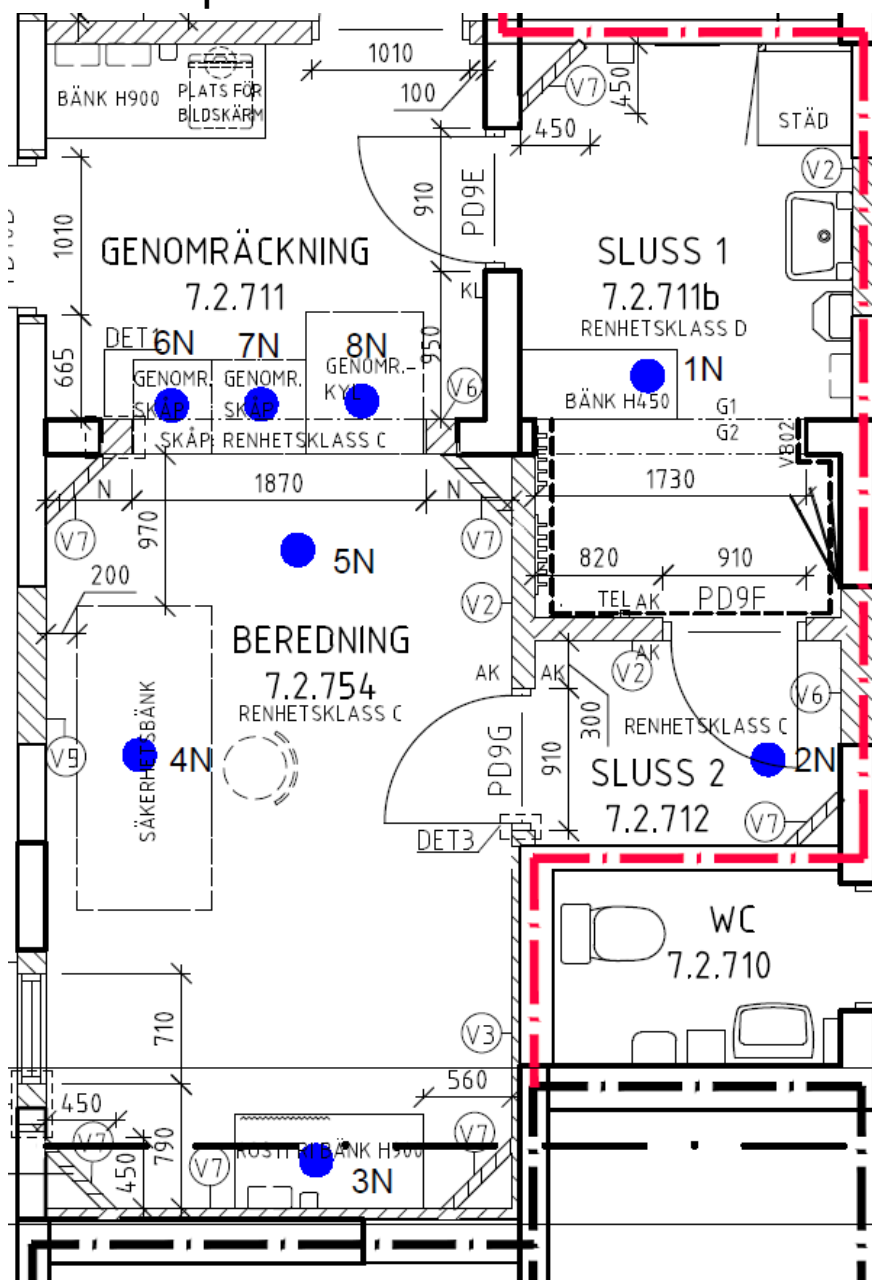 1010
100
450
V7
450
BÄNK H900
PLATS FÖR
BILDSKÄRM
STÄD
V2
910
PD9E
1010
GENOMRÄCKNING
7.2.711
SLUSS 1
7.2.711b
RENHETSKLASS D
KL
DET1
6N
7N
8N
950
665
GENOMR.
SKÅP
GENOMR.
SKÅP
GENOMR.-
KYL
V6
1N
BÄNK H450
G1
G2
VB02
SKÅP: RENHETSKLASS C
N
1870
N
1730
V7
970
V7
5N
200
820
910
V2
TEL
AK
PD9F
BEREDNING
7.2.754
RENHETSKLASS C
AK
AK
V2
AK
300
V6
RENHETSKLASS C
SÄKERHETSBÄNK
V5
4N
PD9G
910
SLUSS 2
7.2.712
2N
V7
DET3
WC
7.2.710
710
V3
560
450
V7
790
450
V7
ROSTFRI BÄNK H900
V7
3N